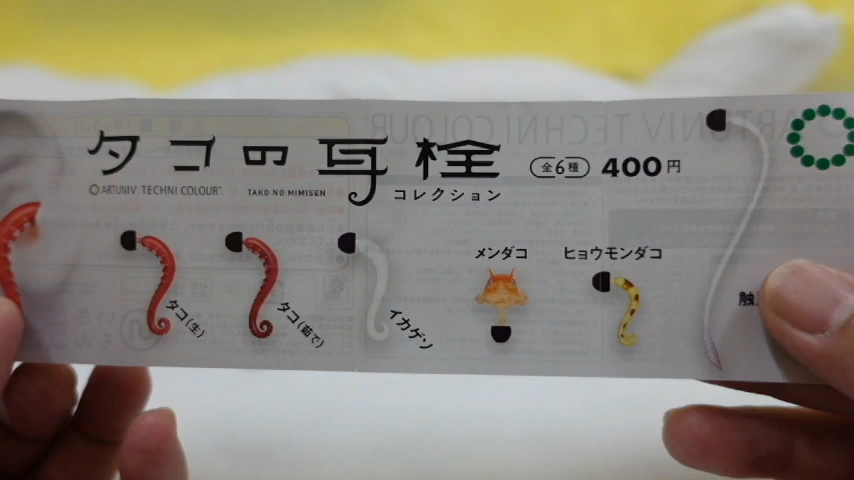 タコの耳栓
コレクション
全6種 400円
© ARTUNIV TECHNI COLOUR
TAKO NO MIMISEN
タコ(生)
タコ(茹で)
イカゲソ
メンダコ
ヒョウモンダコ
触